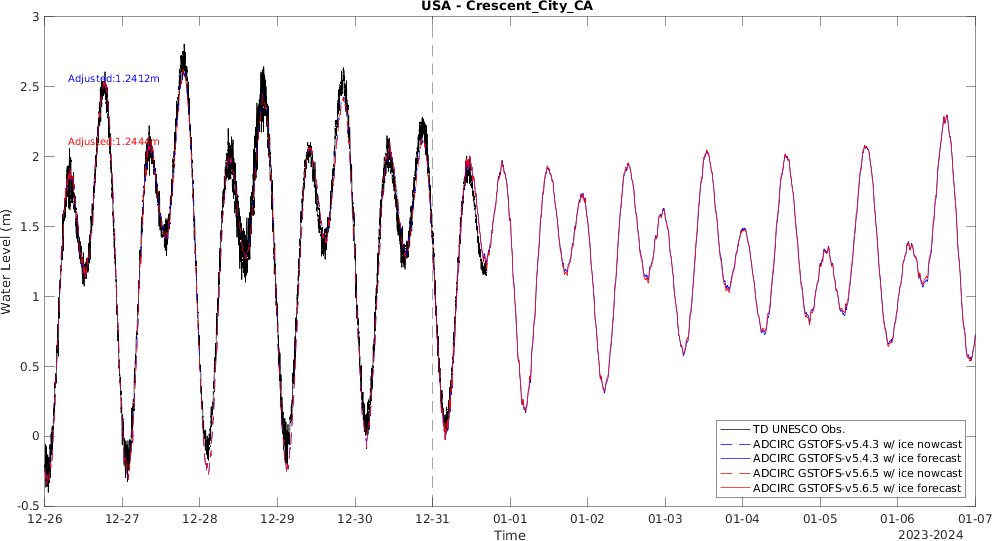 USA - Crescent_City_CA
3
2.5
2
1.5
1
0.5
0
-0.5
Water Level (m)
Adjusted:1.2412m
Adjusted:1.2444m
TD UNESCO Obs.
ADCIRC GSTOFS-v5.4.3 w/ ice nowcast
ADCIRC GSTOFS-v5.4.3 w/ ice forecast
ADCIRC GSTOFS-v5.6.5 w/ ice nowcast
ADCIRC GSTOFS-v5.6.5 w/ ice forecast
12-26 12-27 12-28 12-29 12-30 12-31 01-01 01-02 01-03 01-04 01-05 01-06 01-07
Time
2023-2024